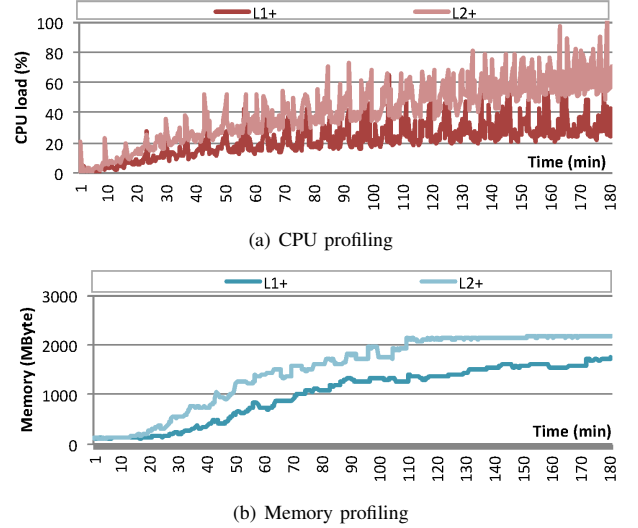 L1+ L2+
100
80
60
40
20
0
CPU load (%)
Time (min)
1 10 20 30 40 50 60 70 80 90 100 110 120 130 140 150 160 170 180
(a) CPU profiling
L1+ L2+
3000
2000
1000
0
Memory (MByte)
Time (min)
1 10 20 30 40 50 60 70 80 90 100 110 120 130 140 150 160 170 180
(b) Memory profiling